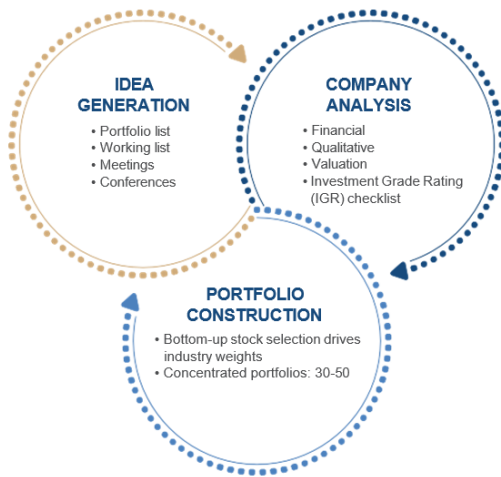 IDEA
GENERATION
• Portfolio list
• Working list
• Meetings
• Conferences
COMPANY
ANALYSIS
• Financial
• Qualitative
• Valuation
• Investment Grade Rating
(IGR) checklist
PORTFOLIO
CONSTRUCTION
• Bottom-up stock selection drives
industry weights
• Concentrated portfolios: 30-50